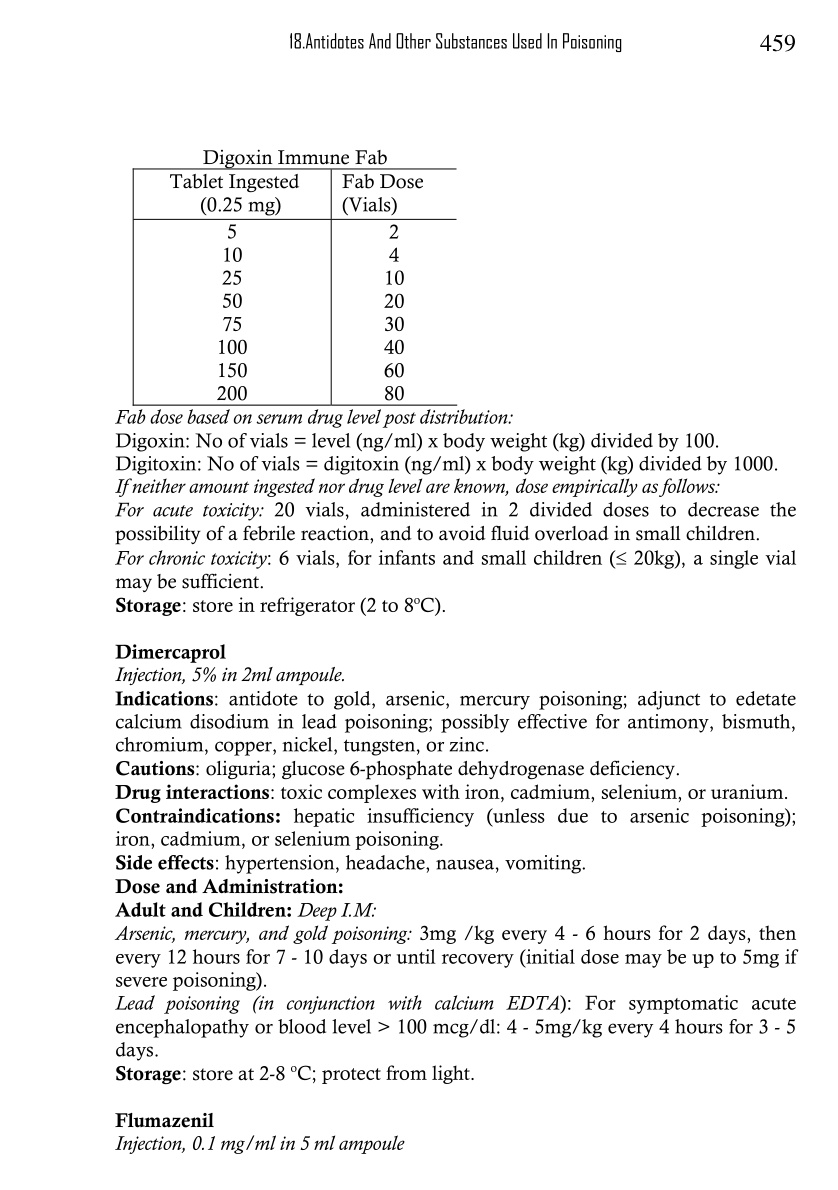 18.Antidotes And Other Substances Used In Poisoning 459
Digoxin Immune Fab
Tablet Ingested Fab Dose
(0.25 mg) (Vials)
5 2
10 4
25 10
50 20
75 30
100 40
150 60
200 80
Fab dose based on serum drug level post distribution:
Digoxin: No of vials = level (ng/ml) x body weight (kg) divided by 100.
Digitoxin: No of vials = digitoxin (ng/ml) x body weight (kg) divided by 1000.
If neither amount ingested nor drug level are known, dose empirically as follows:
For acute toxicity: 20 vials, administered in 2 divided doses to decrease the
possibility of a febrile reaction, and to avoid fluid overload in small children.
For chronic toxicity: 6 vials, for infants and small children (≤ 20kg), a single vial
may be sufficient.
Storage: store in refrigerator (2 to 8ºC).
Dimercaprol
Injection, 5% in 2ml ampoule.
Indications: antidote to gold, arsenic, mercury poisoning; adjunct to edetate
calcium disodium in lead poisoning; possibly effective for antimony, bismuth,
chromium, copper, nickel, tungsten, or zinc.
Cautions: oliguria; glucose 6-phosphate dehydrogenase deficiency.
Drug interactions: toxic complexes with iron, cadmium, selenium, or uranium.
Contraindications: hepatic insufficiency (unless due to arsenic poisoning);
iron, cadmium, or selenium poisoning.
Side effects: hypertension, headache, nausea, vomiting.
Dose and Administration:
Adult and Children: Deep I.M:
Arsenic, mercury, and gold poisoning: 3mg /kg every 4 - 6 hours for 2 days, then
every 12 hours for 7 - 10 days or until recovery (initial dose may be up to 5mg if
severe poisoning).
Lead poisoning (in conjunction with calcium EDTA): For symptomatic acute
encephalopathy or blood level > 100 mcg/dl: 4 - 5mg/kg every 4 hours for 3 - 5
days.
Storage: store at 2-8 ºC; protect from light.
Flumazenil
Injection, 0.1 mg/ml in 5 ml ampoule